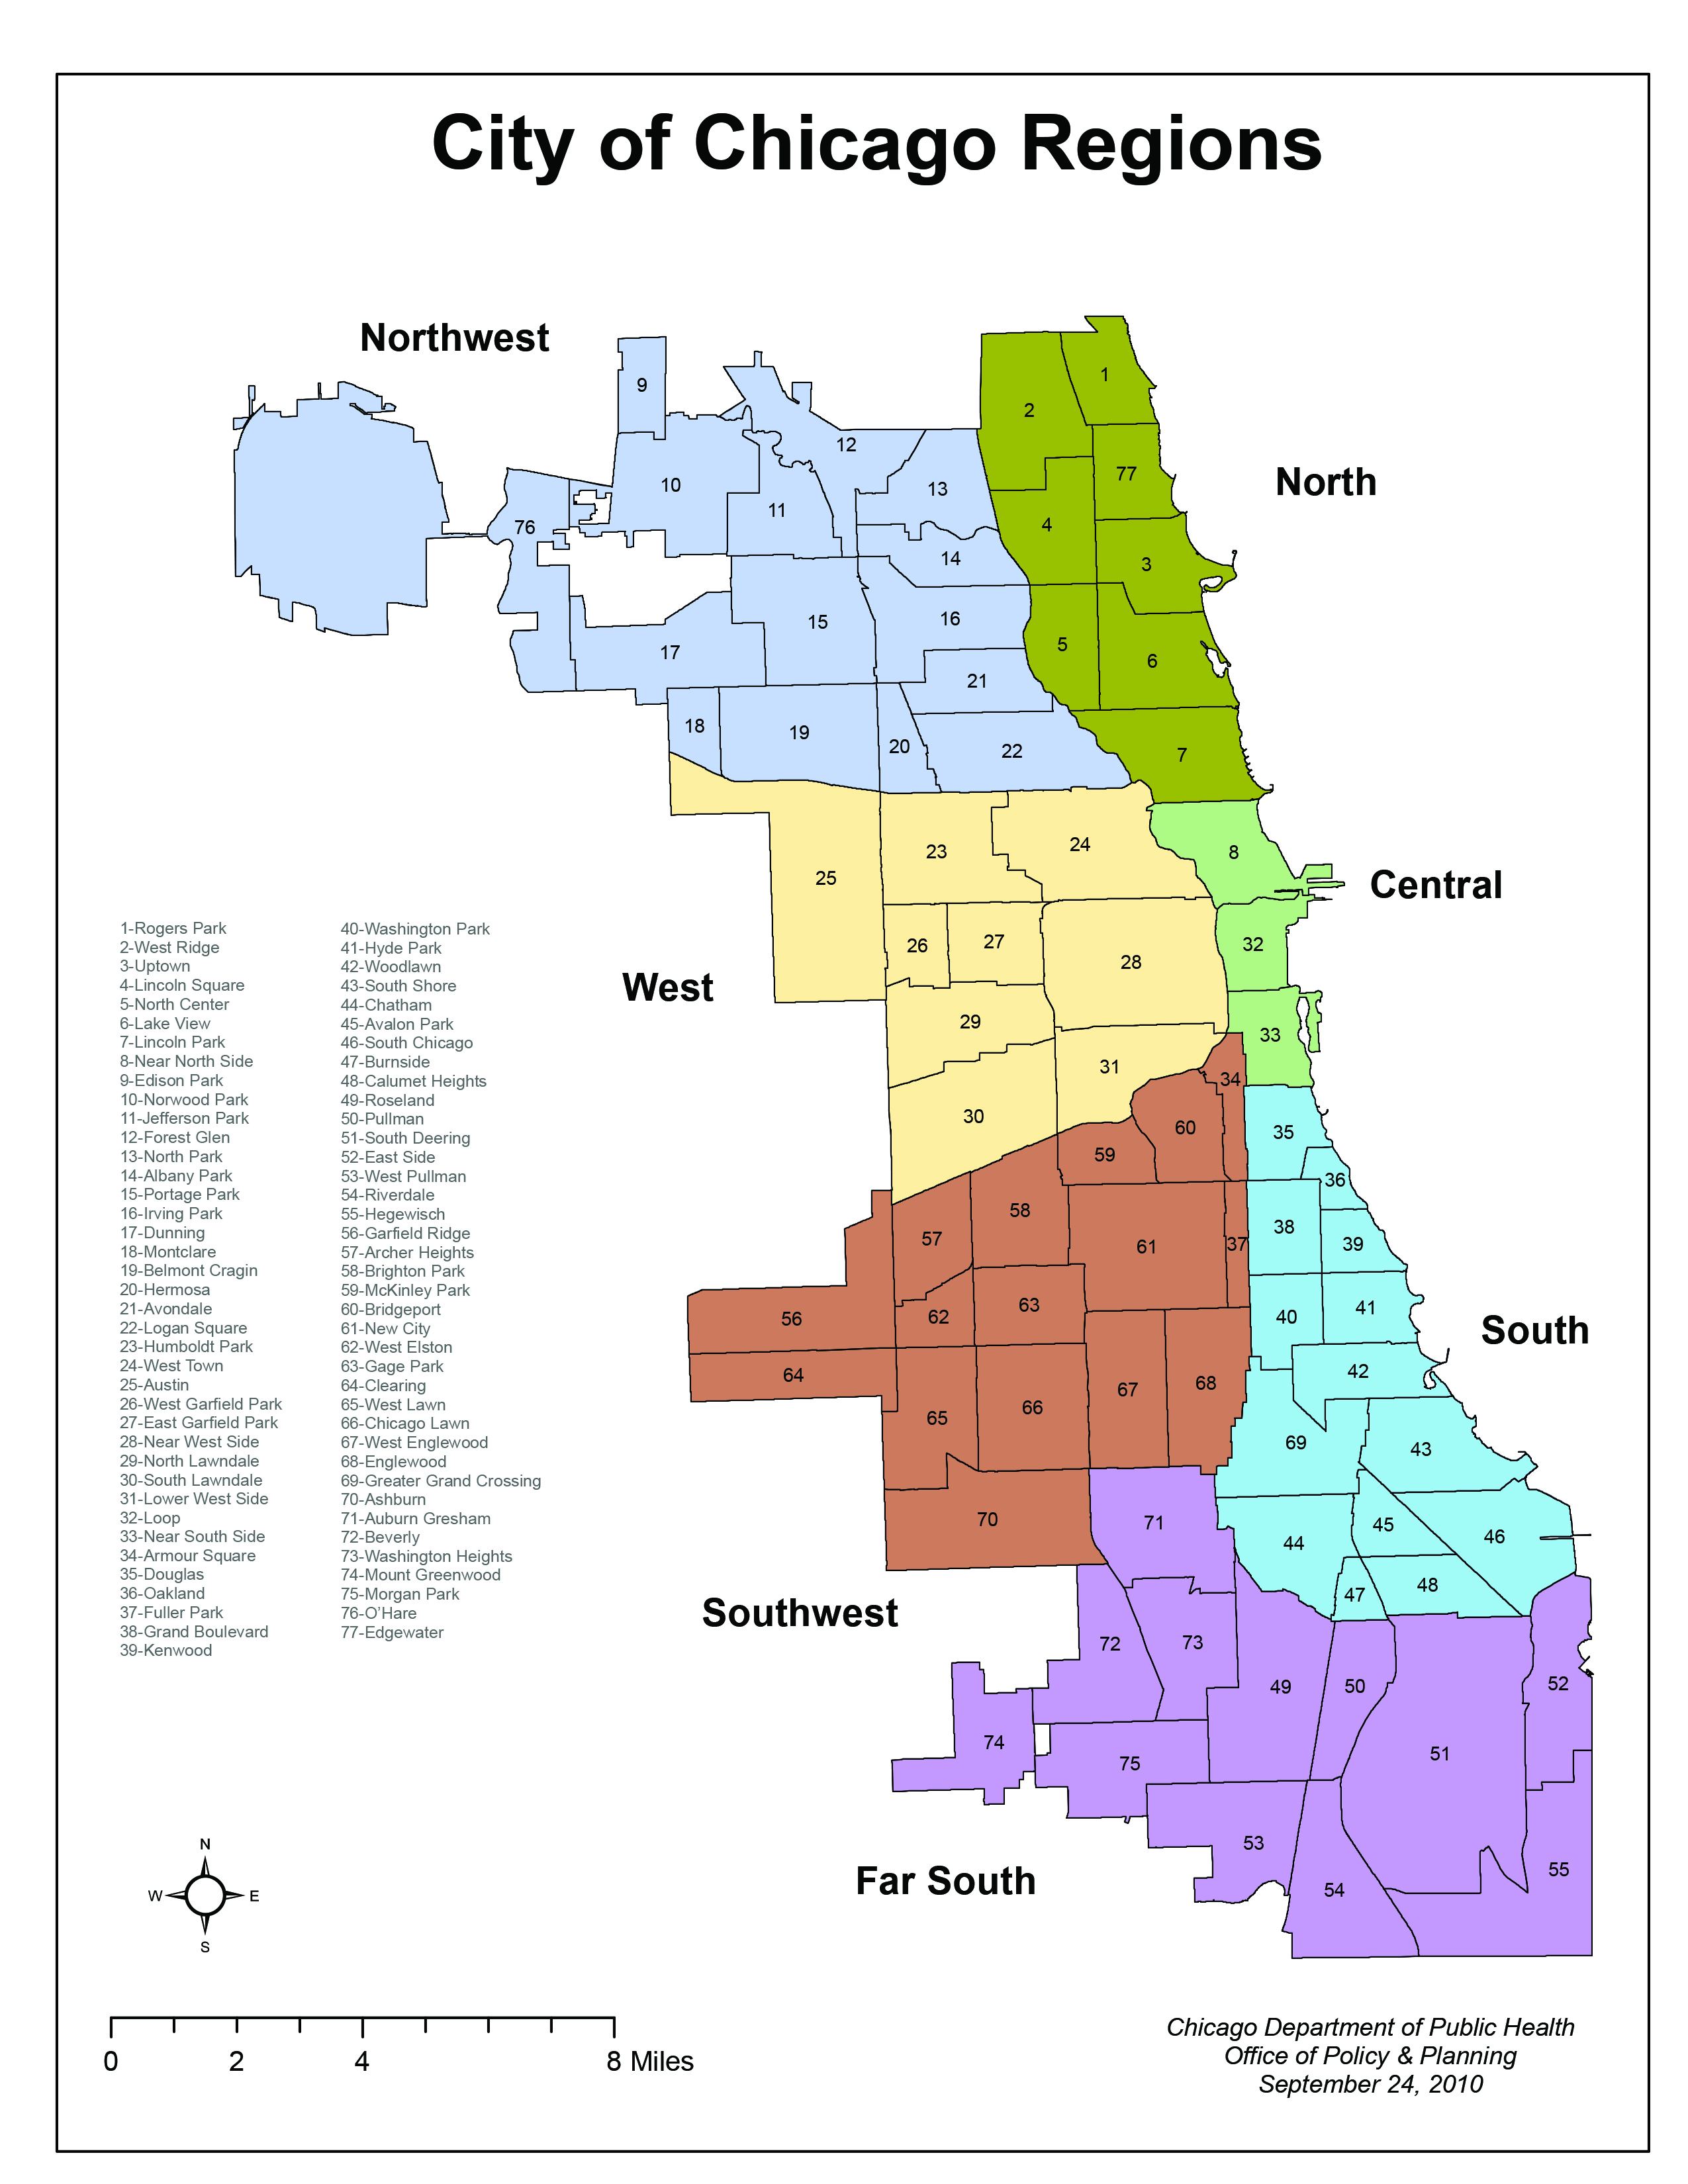 City of Chicago Regions
Northwest
North
Central
West
South
Southwest
Far South
9
1
2
12
77
10
13
11
76
4
14
3
15
16
5
17
6
21
18
19
20
22
7
23
24
8
25
26
27
32
28
29
33
31
34
30
60
35
59
36
58
38
57
61
37
39
63
41
62
40
56
42
64
67
68
66
65
69
43
70
71
45
46
44
48
47
72
73
52
49
50
74
51
75
53
55
54
1-Rogers Park
2-West Ridge
3-Uptown
4-Lincoln Square
5-North Center
6-Lake View
7-Lincoln Park
8-Near North Side
9-Edison Park
10-Norwood Park
11-Jefferson Park
12-Forest Glen
13-North Park
14-Albany Park
15-Portage Park
16-Irving Park
17-Dunning
18-Montclare
19-Belmont Cragin
20-Hermosa
21-Avondale
22-Logan Square
23-Humboldt Park
24-West Town
25-Austin
26-West Garfield Park
27-East Garfield Park
28-Near West Side
29-North Lawndale
30-South Lawndale
31-Lower West Side
32-Loop
33-Near South Side
34-Armour Square
35-Douglas
36-Oakland
37-Fuller Park
38-Grand Boulevard
39-Kenwood
40-Washington Park
41-Hyde Park
42-Woodlawn
43-South Shore
44-Chatham
45-Avalon Park
46-South Chicago
47-Burnside
48-Calumet Heights
49-Roseland
50-Pullman
51-South Deering
52-East Side
53-West Pullman
54-Riverdale
55-Hegewisch
56-Garfield Ridge
57-Archer Heights
58-Brighton Park
59-McKinley Park
60-Bridgeport
61-New City
62-West Elston
63-Gage Park
64-Clearing
65-West Lawn
66-Chicago Lawn
67-West Englewood
68-Englewood
69-Greater Grand Crossing
70-Ashburn
71-Auburn Gresham
72-Beverly
73-Washington Heights
74-Mount Greenwood
75-Morgan Park
76-O'Hare
77-Edgewater
N
W E
S
0 2 4 8 Miles
Chicago Department of Public Health
Office of Policy & Planning
September 24, 2010